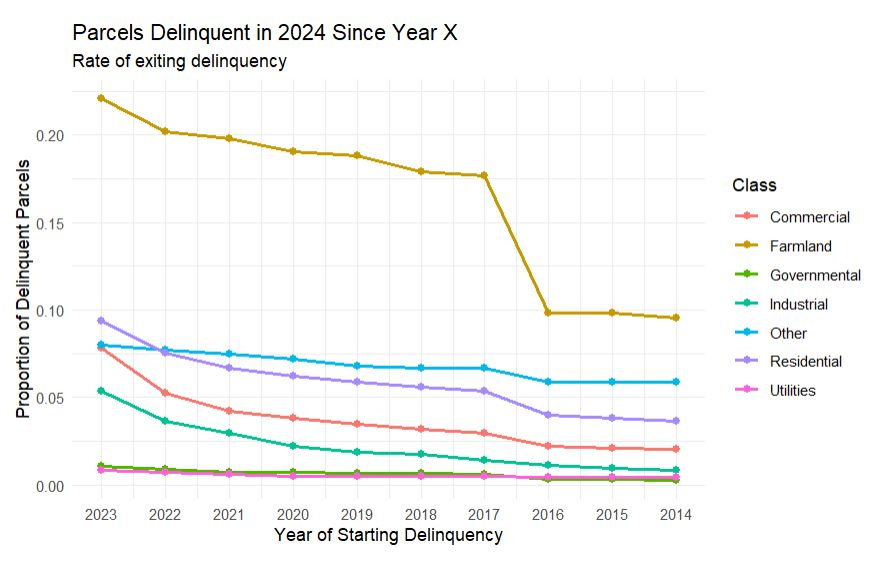 Parcels Delinquent in 2024 Since Year X
Rate of exiting delinquency
Proportion of Delinquent Parcels
0.20
0.15
0.10
0.05
0.00
2023 2022 2021 2020 2019 2018 2017 2016 2015 2014
Year of Starting Delinquency
Class
Commercial
Farmland
Governmental
Industrial
Other
Residential
Utilities